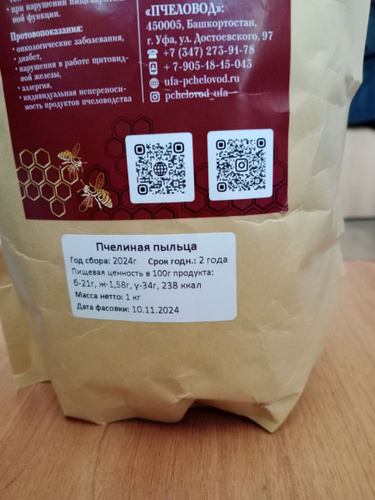 • при нарушении пищеварительной функции.
Противопоказания:
• онкологические заболевания,
диабет,
• нарушения в работе щитовидной железы,
• аллергия,
• индивидуальная непереносимость продуктов пчеловодства
«ПЧЕЛОВОД»:
450005, Башкортостан,
г. Уфа, ул. Достоевского, 97
+7 (347) 273-91-78
+ 7-905-18-15-043
ufa-pchelovod.ru
pchelovod_ufa
Пчелиная пыльца
Год сбора: 2024г Срок годн.: 2 года
Пищевая ценность в 100г продукта:
б-21г, ж-1,58г, у-34г, 238 ккал
Масса нетто: 1 кг
Дата фасовки: 10.11.2024